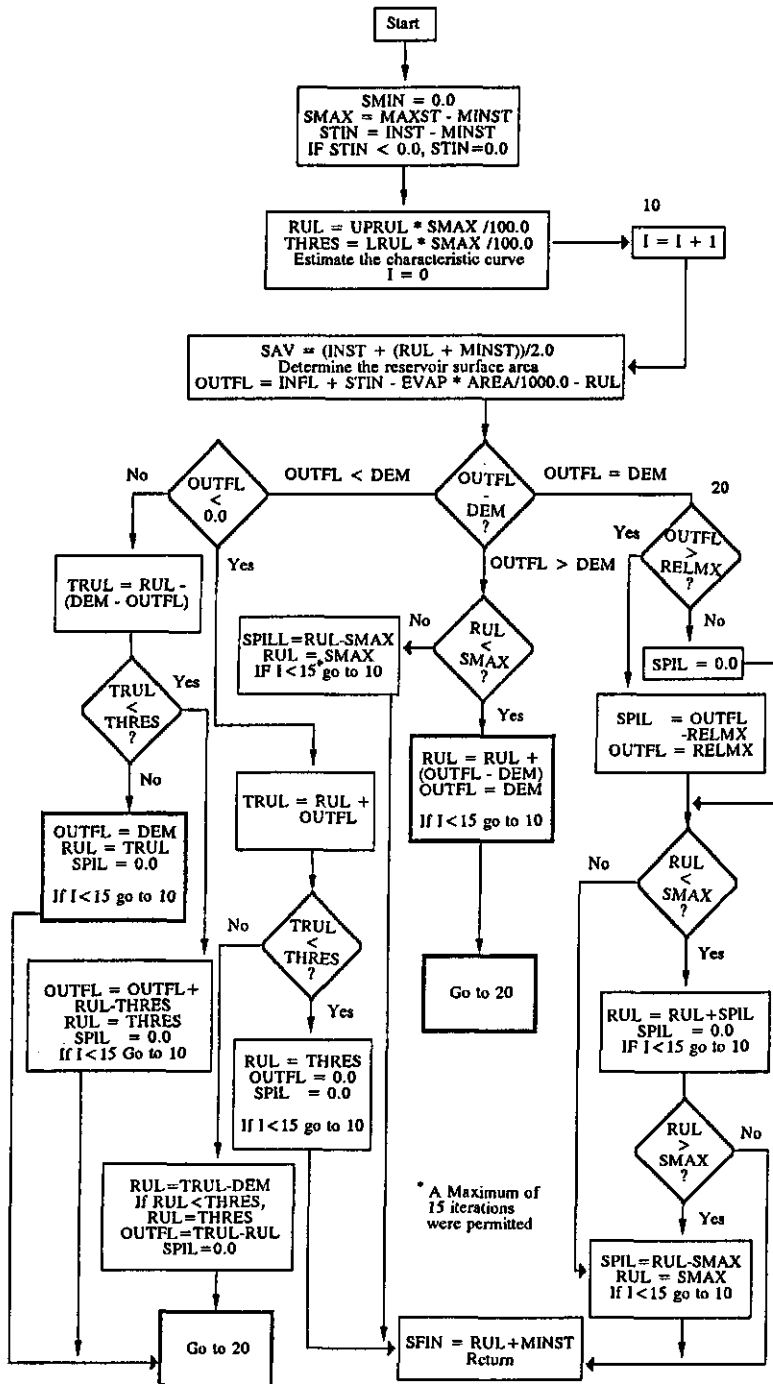 Start
SMIN = 0.0
SMAX = MAXST - MINST
STIN = INST - MINST
IF STIN < 0.0, STIN=0.0
RUL = UPRUL * SMAX /100.0
THRES = LRUL * SMAX /100.0
Estimate the characteristic curve
I = 0
10
I = I + 1
SAV = (INST + (RUL + MINST))/2.0
Determine the reservoir surface area
OUTFL = INFL + STIN - EVAP * AREA/1000.0 - RUL
No
OUTFL
<
0.0
OUTFL < DEM
OUTFL
-
DEM
?
OUTFL = DEM
20
Yes
OUTFL
>
RELMX
?
Yes
OUTFL > DEM
No
TRUL = RUL -
(DEM - OUTFL)
No
SPILL=RUL-SMAX
RUL = SMAX
IF I<15* go to 10
RUL
<
SMAX
?
SPIL = 0.0
TRUL
<
THRES
?
Yes
No
Yes
SPIL = OUTFL
-RELMX
OUTFL = RELMX
RUL = RUL +
(OUTFL - DEM)
OUTFL = DEM
If I<15 go to 10
TRUL = RUL +
OUTFL
OUTFL = DEM
RUL = TRUL
SPIL = 0.0
If I<15 go to 10
No
RUL
<
SMAX
?
Yes
No
TRUL
<
THRES
?
Yes
Go to 20
OUTFL = OUTFL+
RUL-THRES
RUL = THRES
SPIL = 0.0
If I<15 Go to 10
RUL = RUL+SPIL
SPIL = 0.0
IF I<15 go to 10
RUL = THRES
OUTFL = 0.0
SPIL = 0.0
If I<15 go to 10
RUL
>
SMAX
?
No
Yes
RUL=TRUL-DEM
If RUL<THRES,
RUL=THRES
OUTFL=TRUL-RUL
SPIL=0.0
* A Maximum of
15 iterations
were permitted
SPIL=RUL-SMAX
RUL = SMAX
If I<15 go to 10
Go to 20
SFIN = RUL+MINST
Return